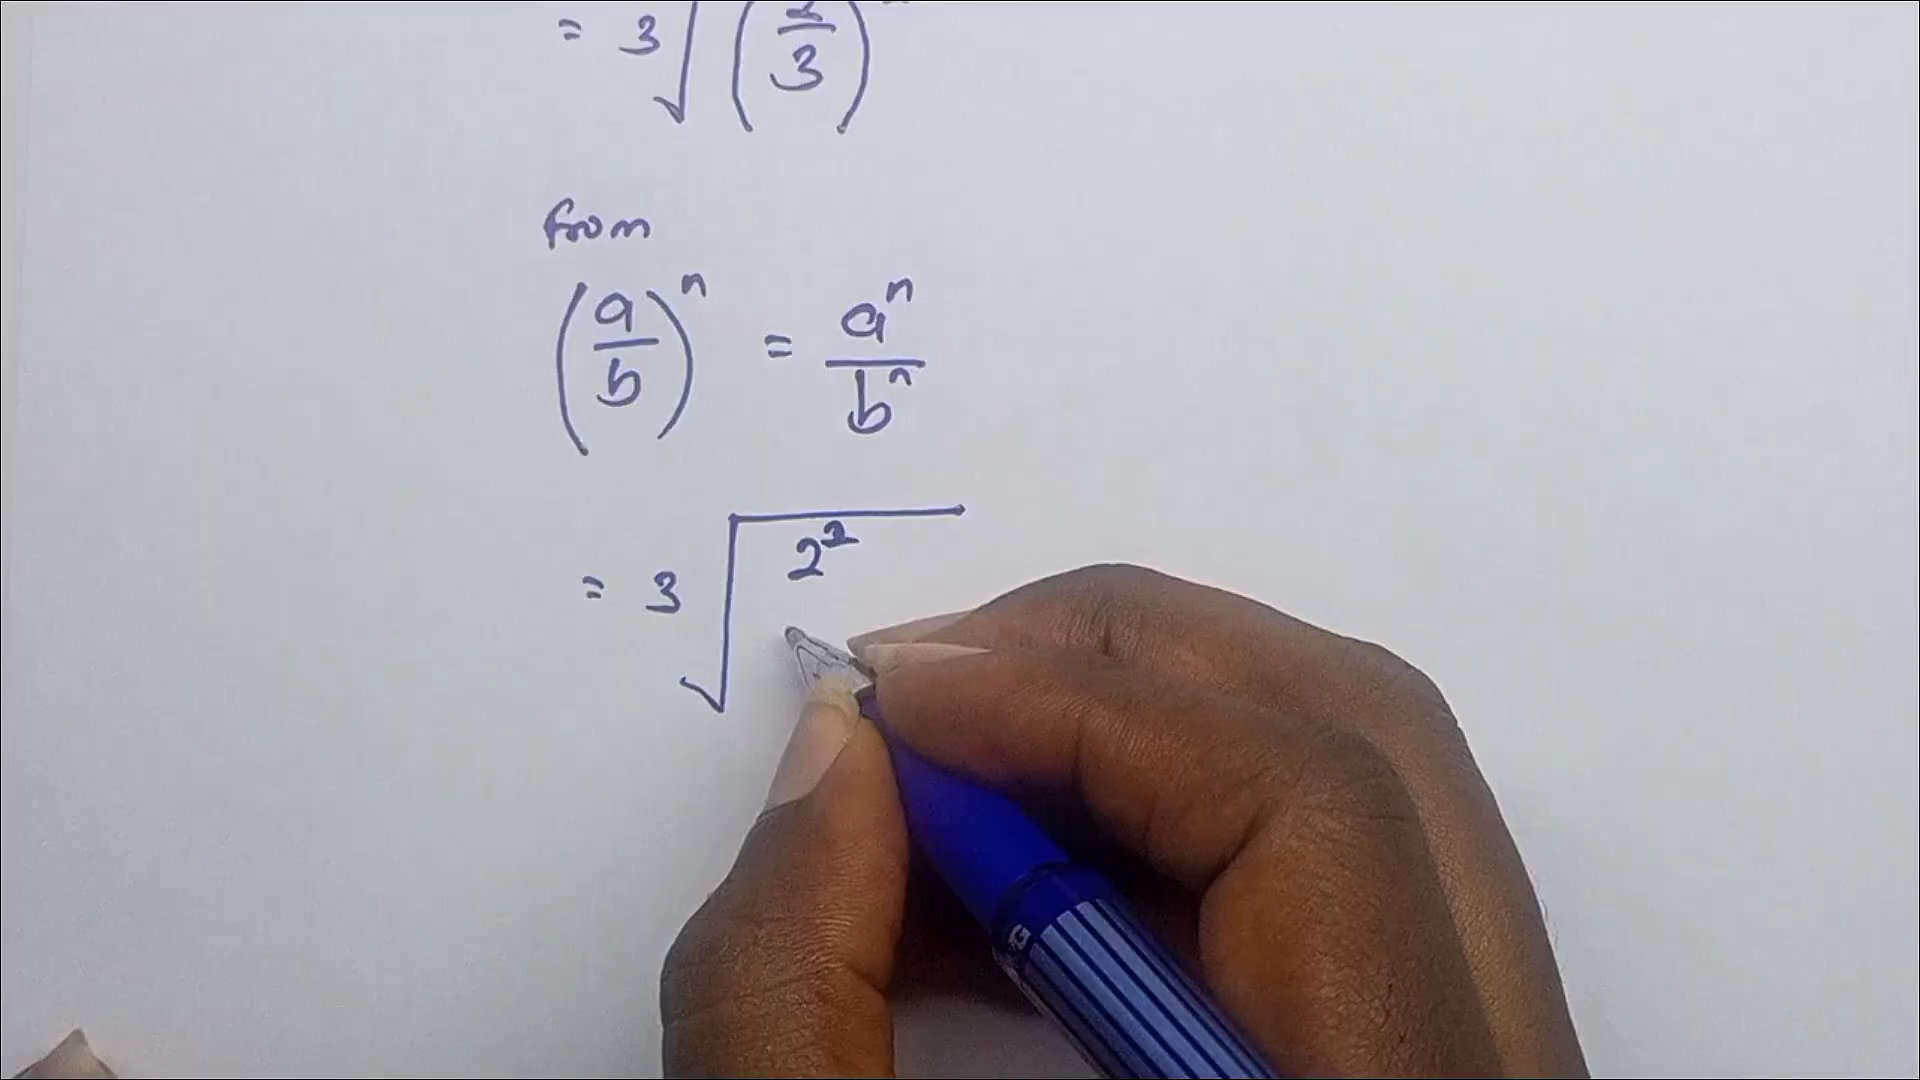 = 3√(2/3)
from
(a/b)ⁿ = aⁿ/bⁿ
= 3√2²
G